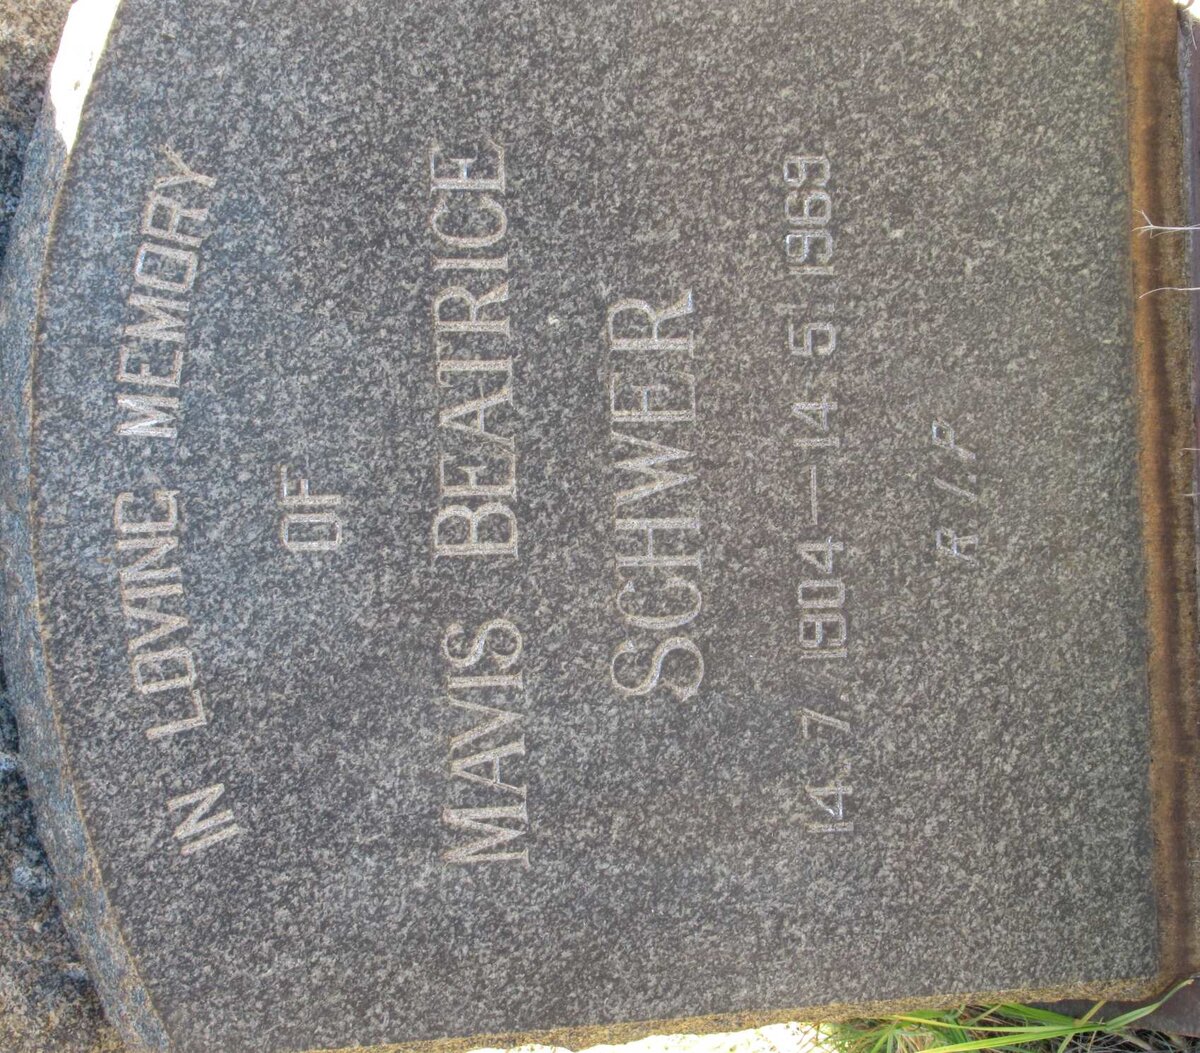 IN LOVING MEMORY
OF
MAVIS BEATRICE
SCHWER
14-7-1904 — 14-5-1969
R.I.P